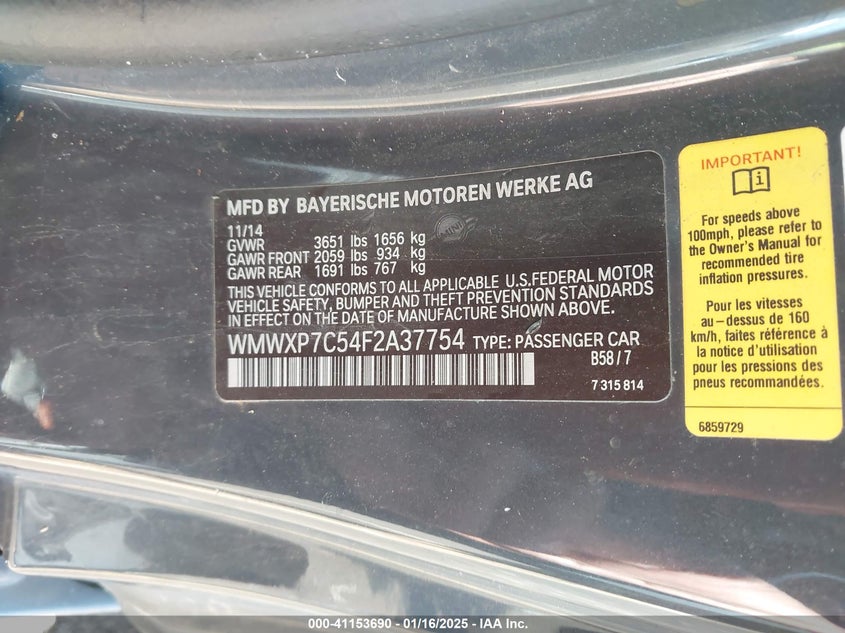 MFD BY BAYERISCHE MOTOREN WERKE AG
11/14
GVWR 3651 lbs 1656 kg
GAWR FRONT 2059 lbs 934 kg
GAWR REAR 1691 lbs 767 kg
THIS VEHICLE CONFORMS TO ALL APPLICABLE U.S.FEDERAL MOTOR
VEHICLE SAFETY, BUMPER AND THEFT PREVENTION STANDARDS
IN EFFECT ON THE DATE OF MANUFACTURE SHOWN ABOVE.
WMWXP7C54F2A37754 TYPE: PASSENGER CAR
B58 / 7
7 315 814
MINI
IMPORTANT!
For speeds above
100mph, please refer to
the Owner's Manual for
recommended tire
inflation pressures.
Pour les vitesses
au-dessus de 160
km/h, faites référence à
l'manuel d'utilisation
pour les pressions des
pneus recommandées.
6859729
000-41153690 - 01/16/2025 - IAA Inc.